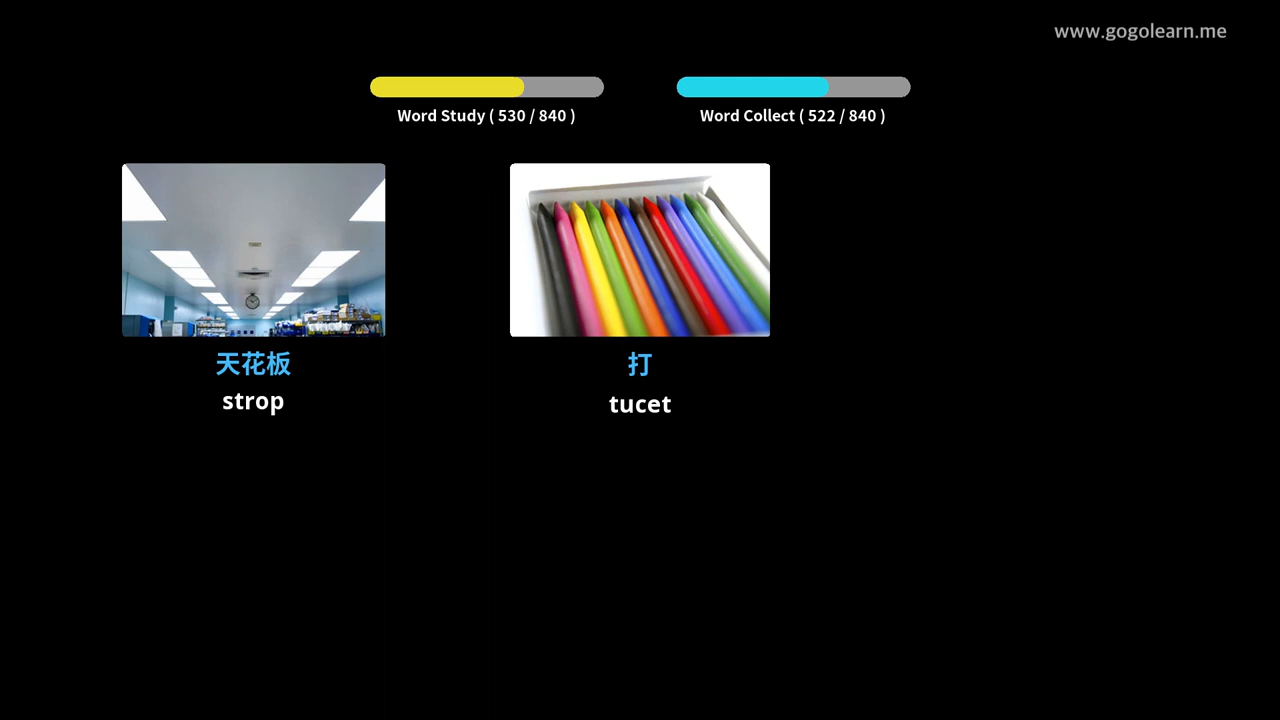 www.gogolearn.me
Word Study ( 530 / 840 )
Word Collect ( 522 / 840 )
天花板
strop
打
tucet